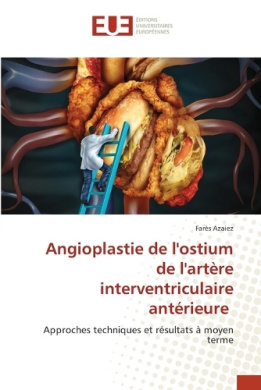 EUE
ÉDITIONS
UNIVERSITAIRES
EUROPÉENNES
Farès Azaiez
Angioplastie de l'ostium
de l'artère
interventriculaire
antérieure
Approches techniques et résultats à moyen
terme